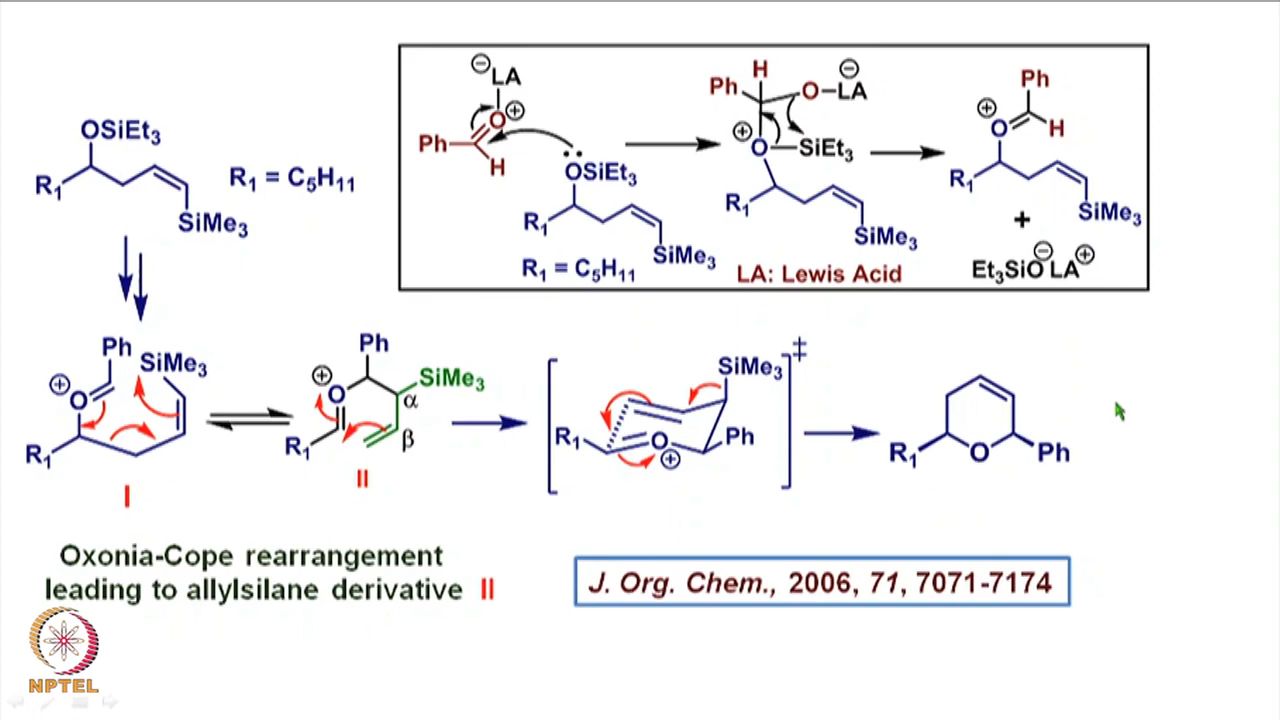 OSiEt₃
R₁
SiMe₃
R₁ = C₅H₁₁
⊖
LA
O ⊕
Ph
H
OSiEt₃
R₁
SiMe₃
R₁ = C₅H₁₁
H ⊖
Ph O–LA
⊕
O SiEt₃
R₁
SiMe₃
LA: Lewis Acid
Ph
⊕
O H
R₁
SiMe₃
+
Et₃SiO⊖ LA⊕
Ph SiMe₃
⊕
O
R₁
I
Ph
⊕ SiMe₃
O α
R₁ β
II
SiMe₃ ‡
R₁ O Ph
⊕
R₁ O Ph
Oxonia-Cope rearrangement
leading to allylsilane derivative II
J. Org. Chem., 2006, 71, 7071-7174
NPTEL